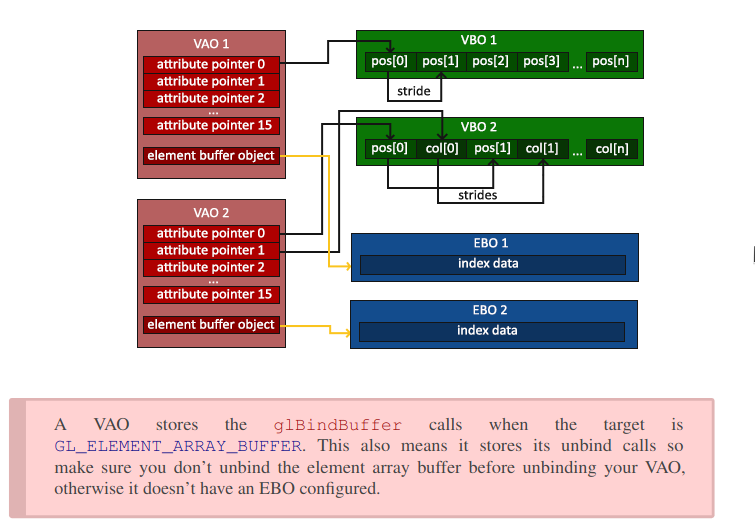 VAO 1
attribute pointer 0
attribute pointer 1
attribute pointer 2
...
attribute pointer 15
element buffer object
VBO 1
pos[0] pos[1] pos[2] pos[3] ... pos[n]
stride
VBO 2
pos[0] col[0] pos[1] col[1] ... col[n]
strides
VAO 2
attribute pointer 0
attribute pointer 1
attribute pointer 2
...
attribute pointer 15
element buffer object
EBO 1
index data
EBO 2
index data
A VAO stores the glBindBuffer calls when the target is
GL_ELEMENT_ARRAY_BUFFER. This also means it stores its unbind calls so
make sure you don’t unbind the element array buffer before unbinding your VAO,
otherwise it doesn’t have an EBO configured.